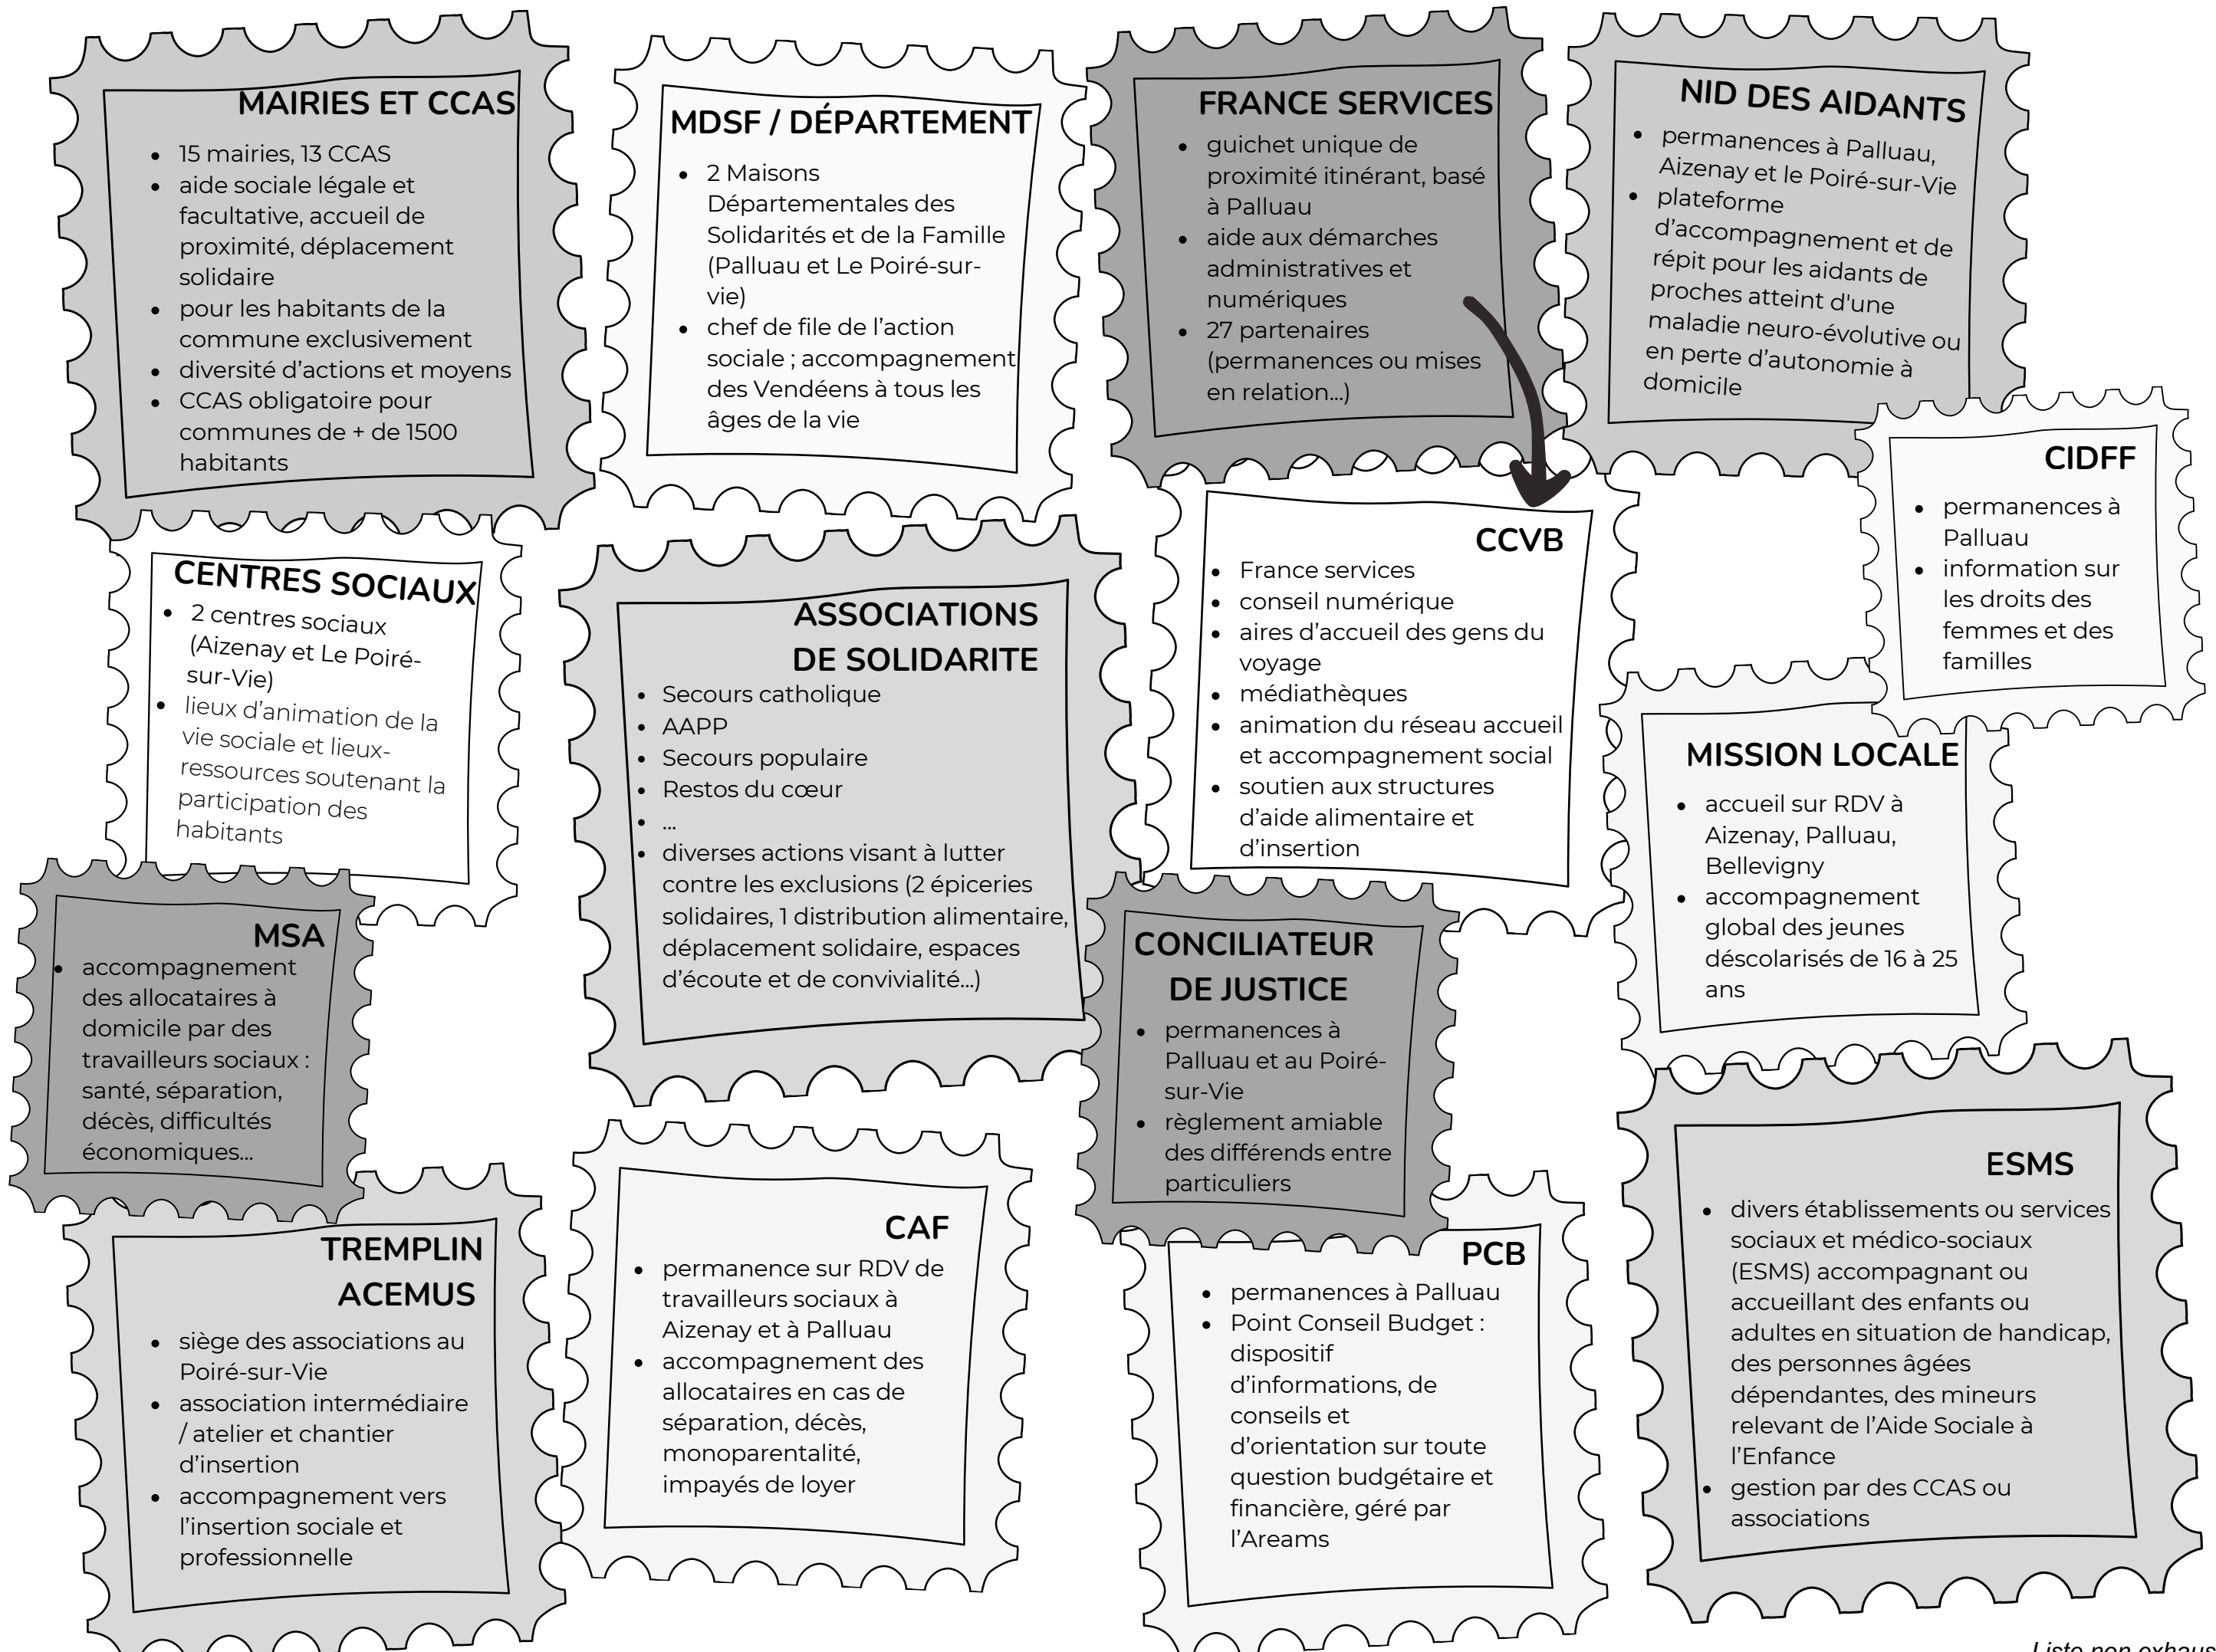 MAIRIES ET CCAS
• 15 mairies, 13 CCAS
• aide sociale légale et
facultative, accueil de
proximité, déplacement
solidaire
• pour les habitants de la
commune exclusivement
• diversité d’actions et moyens
• CCAS obligatoire pour
communes de + de 1500
habitants
MDSF / DÉPARTEMENT
• 2 Maisons
Départementales des
Solidarités et de la Famille
(Palluau et Le Poiré-sur-
vie)
• chef de file de l’action
sociale ; accompagnement
des Vendéens à tous les
âges de la vie
FRANCE SERVICES
• guichet unique de
proximité itinérant, basé
à Palluau
• aide aux démarches
administratives et
numériques
• 27 partenaires
(permanences ou mises
en relation...)
NID DES AIDANTS
• permanences à Palluau,
Aizenay et le Poiré-sur-Vie
• plateforme
d’accompagnement et de
répit pour les aidants de
proches atteint d'une
maladie neuro-évolutive ou
en perte d’autonomie à
domicile
CIDFF
• permanences à
Palluau
• information sur
les droits des
femmes et des
familles
CENTRES SOCIAUX
• 2 centres sociaux
(Aizenay et Le Poiré-
sur-Vie)
• lieux d’animation de la
vie sociale et lieux-
ressources soutenant la
participation des
habitants
ASSOCIATIONS
DE SOLIDARITE
• Secours catholique
• AAPP
• Secours populaire
• Restos du cœur
• ...
• diverses actions visant à lutter
contre les exclusions (2 épiceries
solidaires, 1 distribution alimentaire,
déplacement solidaire, espaces
d’écoute et de convivialité...)
CCVB
• France services
• conseil numérique
• aires d’accueil des gens du
voyage
• médiathèques
• animation du réseau accueil
et accompagnement social
• soutien aux structures
d’aide alimentaire et
d’insertion
MISSION LOCALE
• accueil sur RDV à
Aizenay, Palluau,
Bellevigny
• accompagnement
global des jeunes
déscolarisés de 16 à 25
ans
MSA
• accompagnement
des allocataires à
domicile par des
travailleurs sociaux :
santé, séparation,
décès, difficultés
économiques...
CONCILIATEUR
DE JUSTICE
• permanences à
Palluau et au Poiré-
sur-Vie
• règlement amiable
des différends entre
particuliers
TREMPLIN
ACEMUS
• siège des associations au
Poiré-sur-Vie
• association intermédiaire
/ atelier et chantier
d’insertion
• accompagnement vers
l’insertion sociale et
professionnelle
CAF
• permanence sur RDV de
travailleurs sociaux à
Aizenay et à Palluau
• accompagnement des
allocataires en cas de
séparation, décès,
monoparentalité,
impayés de loyer
PCB
• permanences à Palluau
• Point Conseil Budget :
dispositif
d’informations, de
conseils et
d’orientation sur toute
question budgétaire et
financière, géré par
l’Areams
ESMS
• divers établissements ou services
sociaux et médico-sociaux
(ESMS) accompagnant ou
accueillant des enfants ou
adultes en situation de handicap,
des personnes âgées
dépendantes, des mineurs
relevant de l’Aide Sociale à
l’Enfance
• gestion par des CCAS ou
associations
Liste non